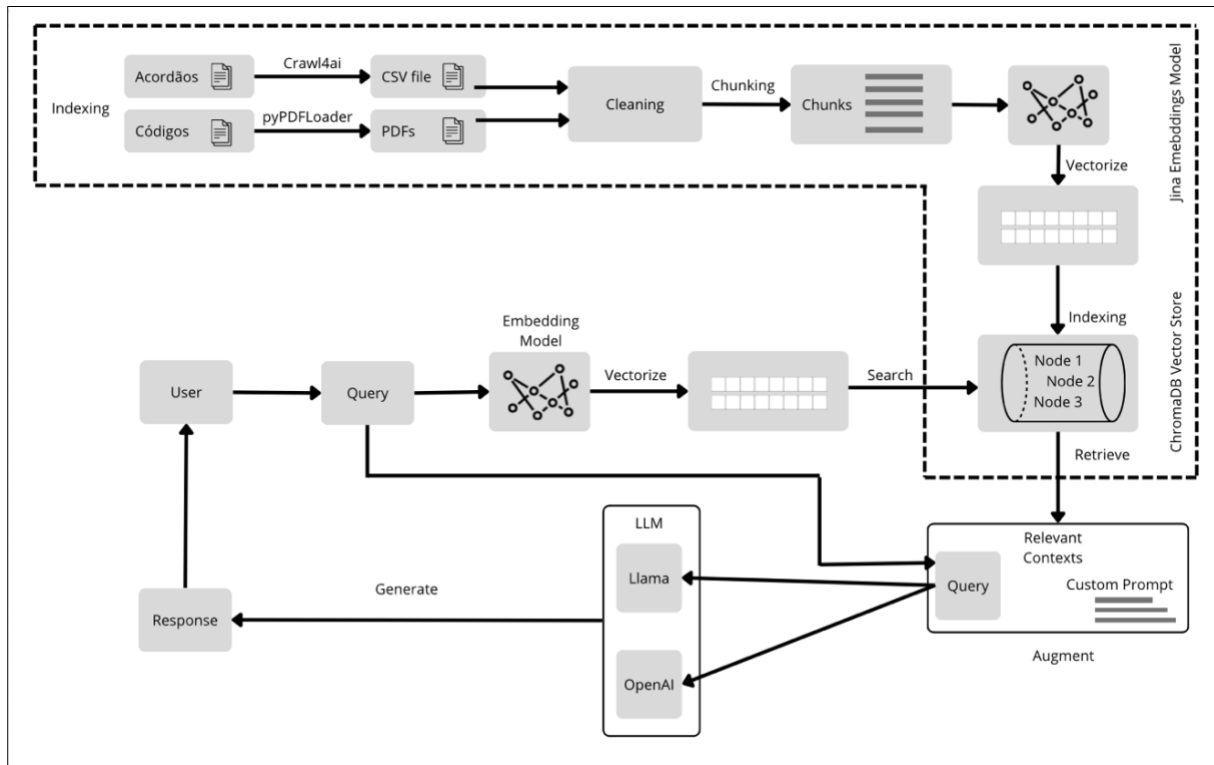 Indexing
Acordãos
Crawl4ai
CSV file
Códigos
pyPDFLoader
PDFs
Cleaning
Chunking
Chunks
Vectorize
Jina Emebddings Model
Indexing
ChromaDB Vector Store
Node 1
Node 2
Node 3
Retrieve
User
Query
Embedding
Model
Vectorize
Search
Relevant
Contexts
Query
Custom Prompt
Augment
LLM
Llama
OpenAI
Generate
Response